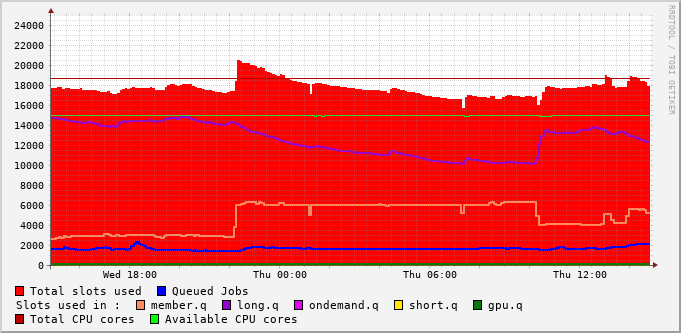 RRDTOOL / TOBI OETIKER
24000
22000
20000
18000
16000
14000
12000
10000
8000
6000
4000
2000
0
Wed 18:00 Thu 00:00 Thu 06:00 Thu 12:00
Total slots used Queued Jobs
Slots used in : member.q long.q ondemand.q short.q gpu.q
Total CPU cores Available CPU cores